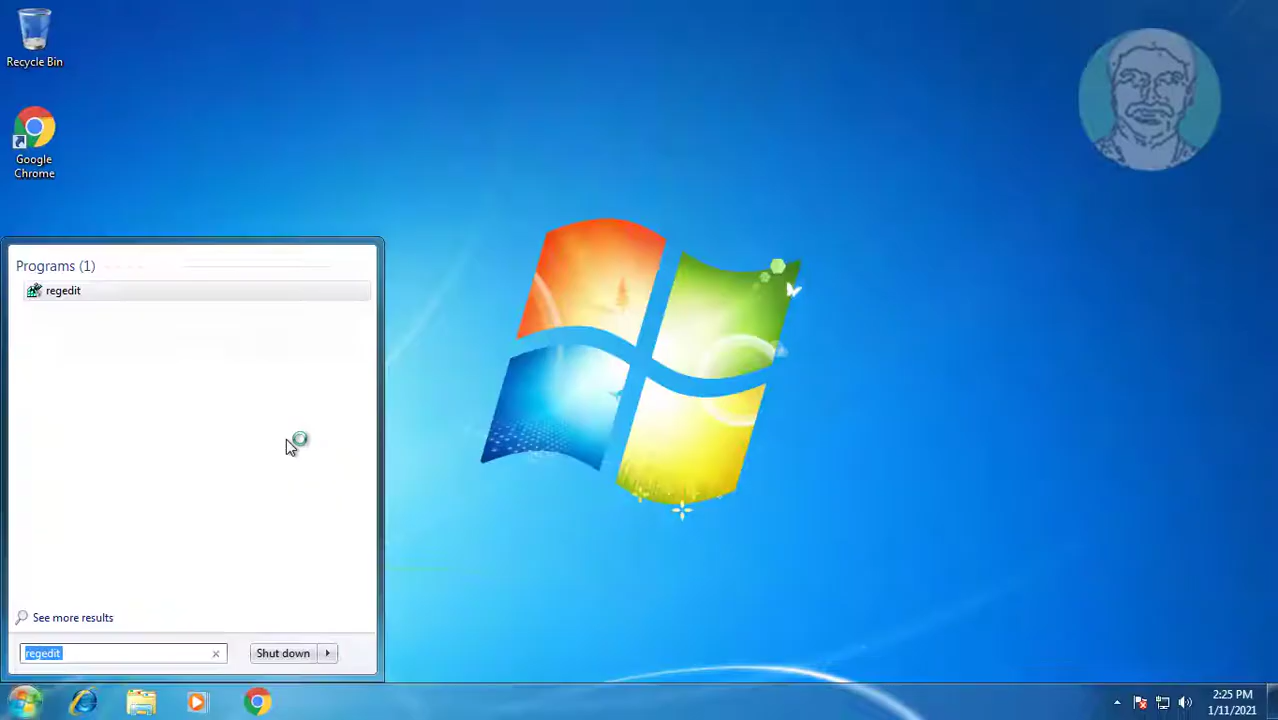 Recycle Bin
Google
Chrome
Programs (1)
regedit
See more results
regedit
Shut down
2:25 PM
1/11/2021